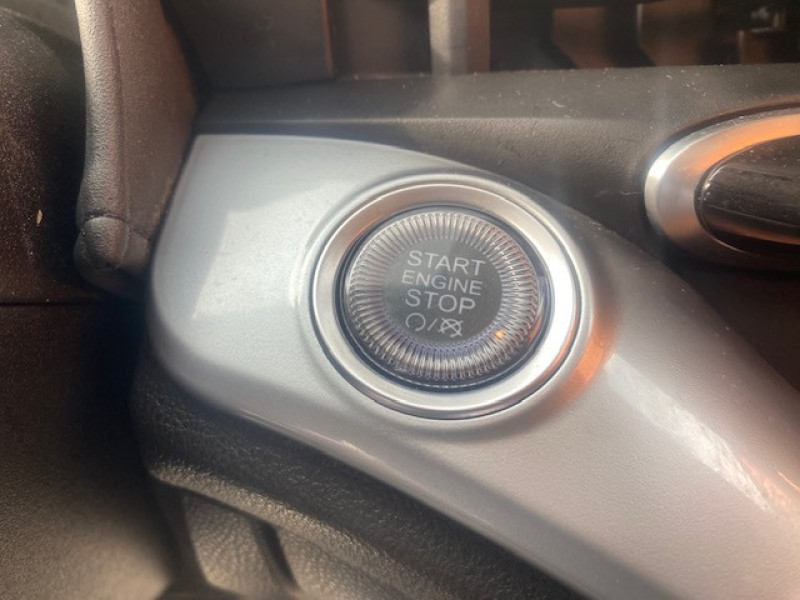 START
ENGINE
STOP
/